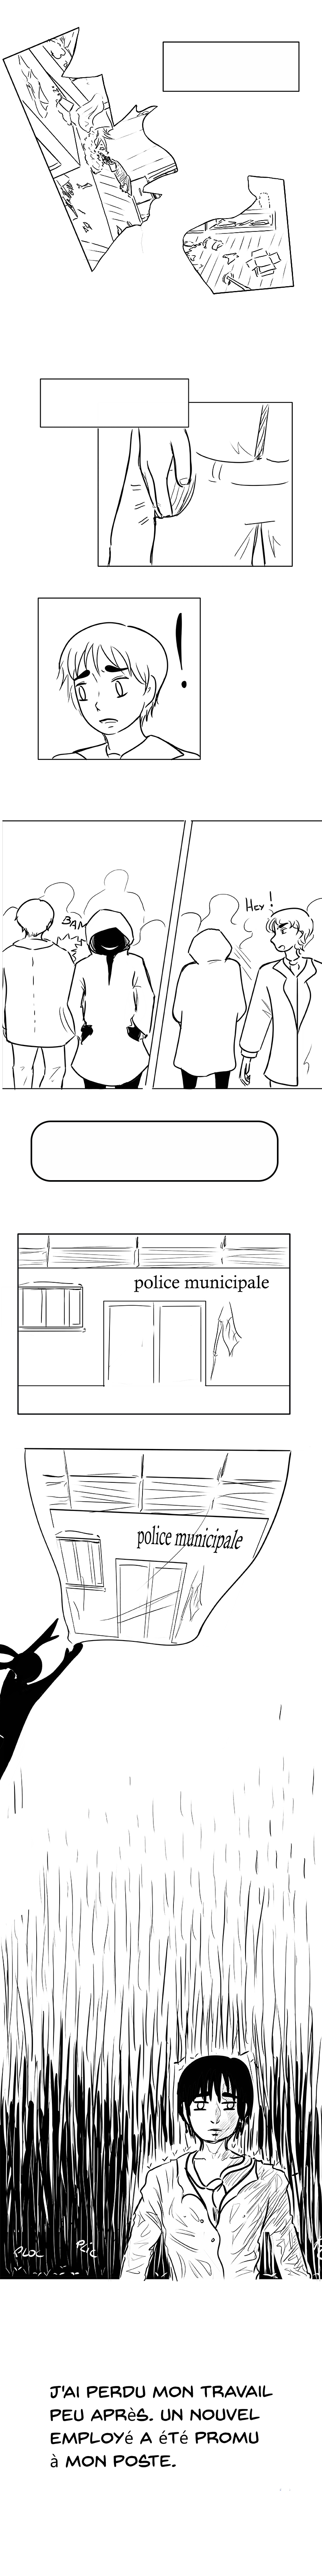 BAM
Hey !
police municipale
police municipale
PLOC
PLIC
J'AI PERDU MON TRAVAIL
PEU APRÈS. UN NOUVEL
EMPLOYÉ A ÉTÉ PROMU
À MON POSTE.